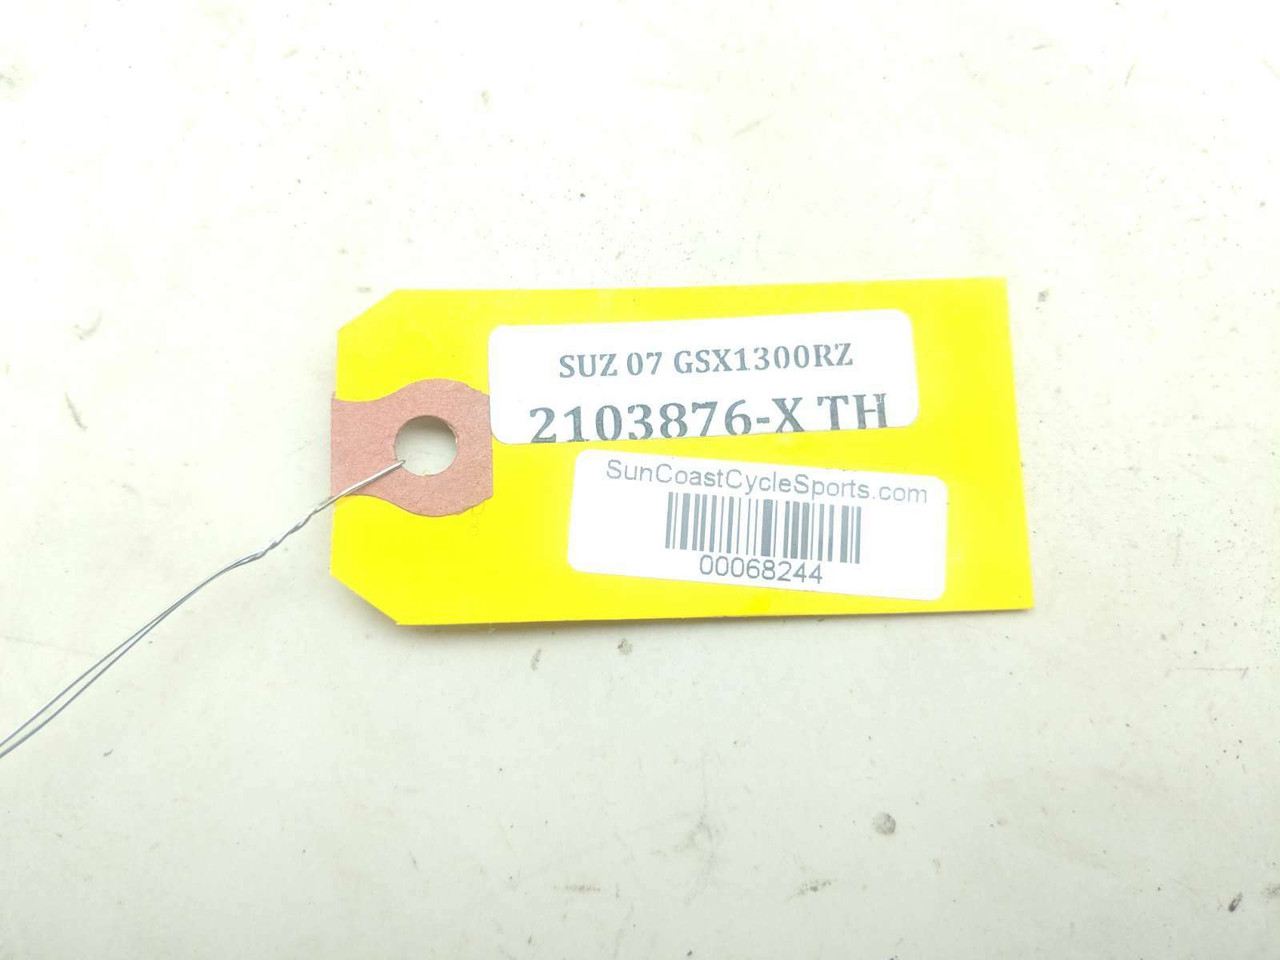 SUZ 07 GSX1300RZ
2103876-X TH
SunCoastCycleSports.com
00068244